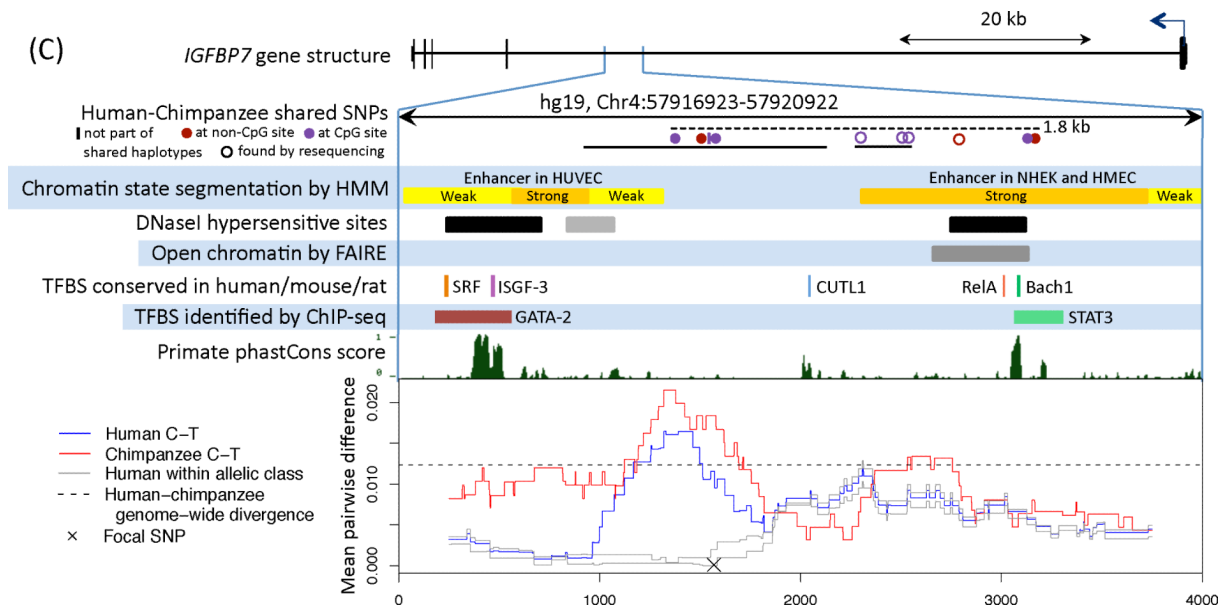 (C)
20 kb
IGFBP7 gene structure
hg19, Chr4:57916923-57920922
Human-Chimpanzee shared SNPs
not part of at non-CpG site at CpG site
shared haplotypes found by resequencing
1.8 kb
Enhancer in HUVEC Enhancer in NHEK and HMEC
Chromatin state segmentation by HMM
Weak Strong Weak Strong Weak
DNaseI hypersensitive sites
Open chromatin by FAIRE
TFBS conserved in human/mouse/rat SRF ISGF-3 CUTL1 RelA Bach1
TFBS identified by ChIP-seq GATA-2 STAT3
Primate phastCons score
1
0
Mean pairwise difference
0.020
0.010
0.000
Human C−T
Chimpanzee C−T
Human within allelic class
Human−chimpanzee
genome−wide divergence
Focal SNP
0 1000 2000 3000 4000